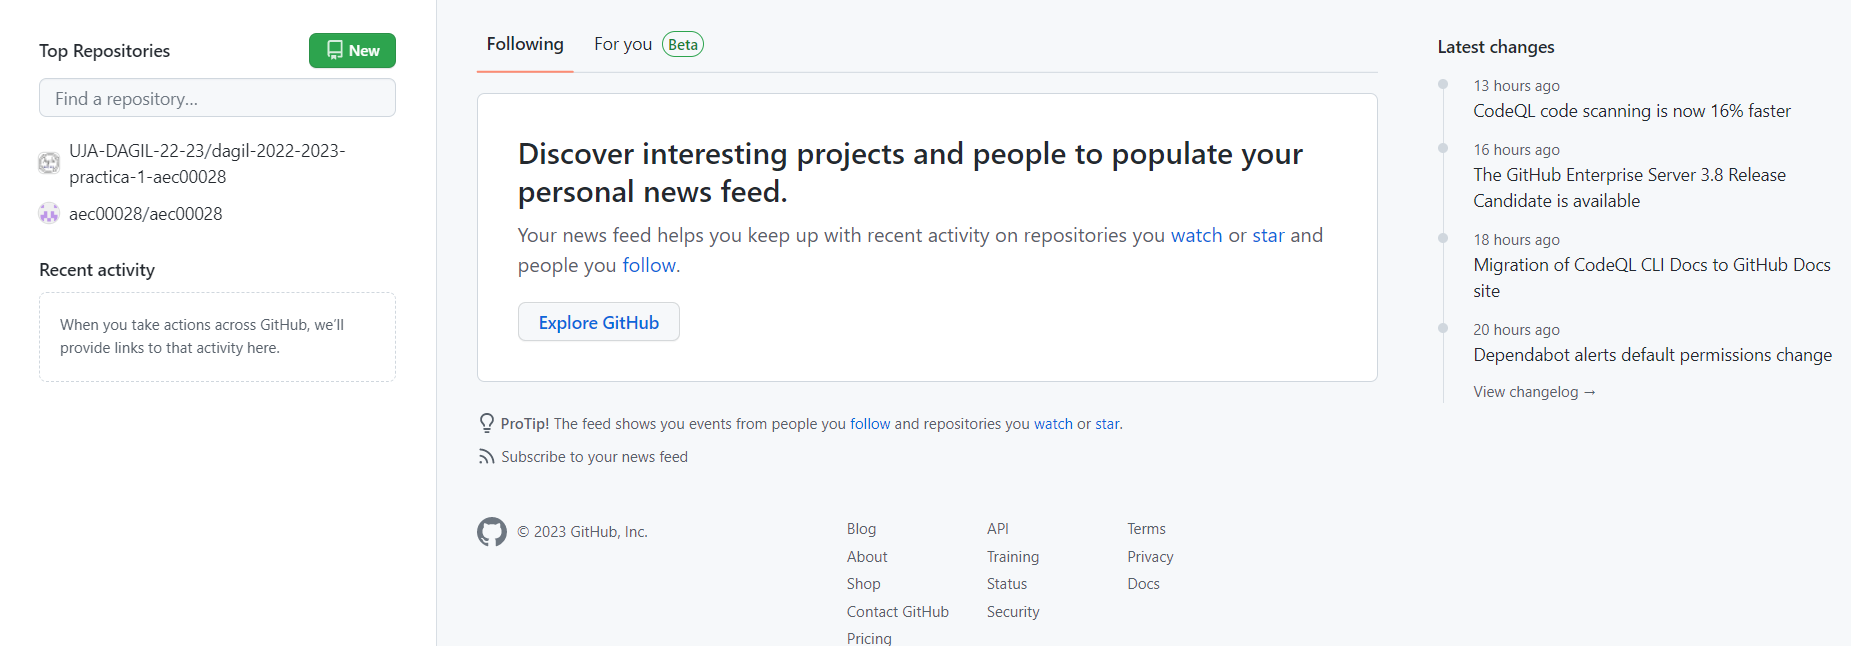 Top Repositories
New
Find a repository...
UJA-DAGIL-22-23/dagil-2022-2023-
practica-1-aec00028
aec00028/aec00028
Recent activity
When you take actions across GitHub, we'll
provide links to that activity here.
Following
For you
Beta
Discover interesting projects and people to populate your
personal news feed.
Your news feed helps you keep up with recent activity on repositories you watch or star and
people you follow.
Explore GitHub
ProTip! The feed shows you events from people you follow and repositories you watch or star.
Subscribe to your news feed
© 2023 GitHub, Inc.
Blog
About
Shop
Contact GitHub
Pricing
API
Training
Status
Security
Terms
Privacy
Docs
Latest changes
13 hours ago
CodeQL code scanning is now 16% faster
16 hours ago
The GitHub Enterprise Server 3.8 Release
Candidate is available
18 hours ago
Migration of CodeQL CLI Docs to GitHub Docs
site
20 hours ago
Dependabot alerts default permissions change
View changelog →